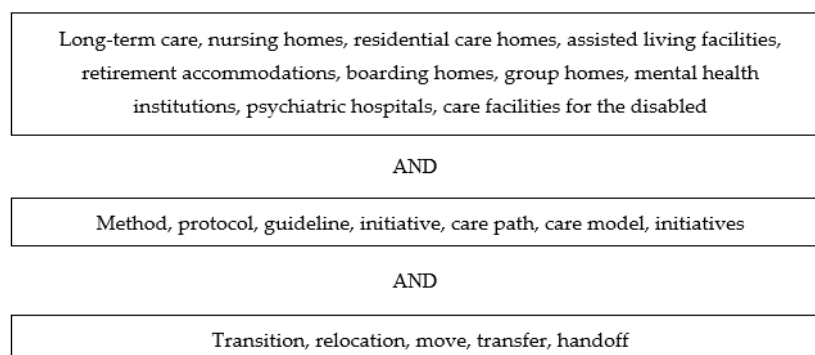 Long-term care, nursing homes, residential care homes, assisted living facilities,
retirement accommodations, boarding homes, group homes, mental health
institutions, psychiatric hospitals, care facilities for the disabled
AND
Method, protocol, guideline, initiative, care path, care model, initiatives
AND
Transition, relocation, move, transfer, handoff